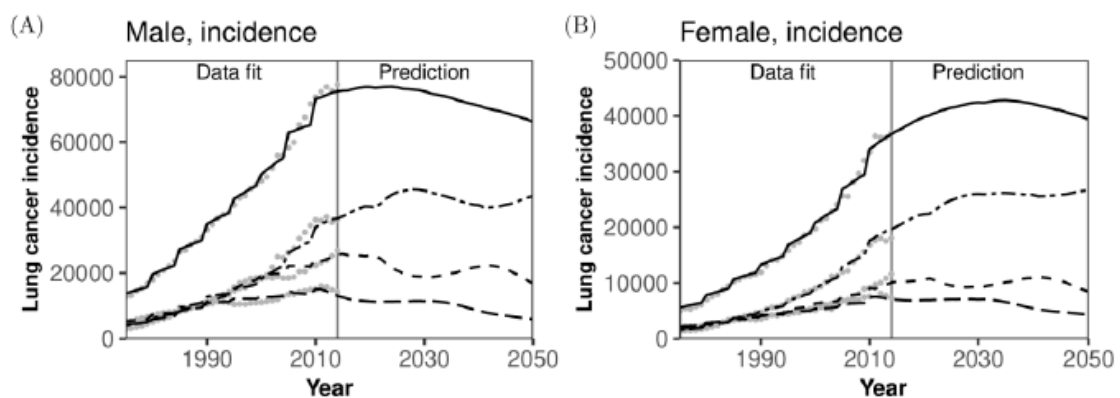 (A)
Male, incidence
Data fit
Prediction
Lung cancer incidence
80000
60000
40000
20000
0
1990
2010
2030
2050
Year
(B)
Female, incidence
Data fit
Prediction
Lung cancer incidence
50000
40000
30000
20000
10000
0
1990
2010
2030
2050
Year